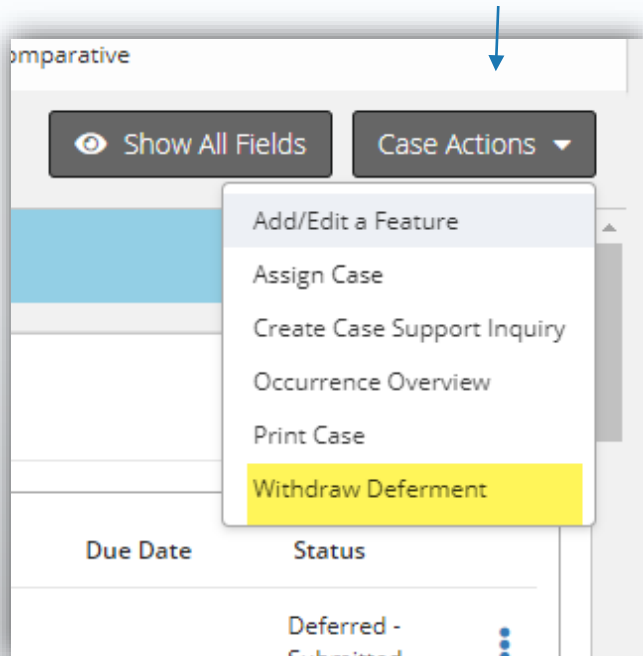 omparative
Show All Fields
Case Actions
Add/Edit a Feature
Assign Case
Create Case Support Inquiry
Occurrence Overview
Print Case
Withdraw Deferment
Due Date Status
Deferred -
Submitted